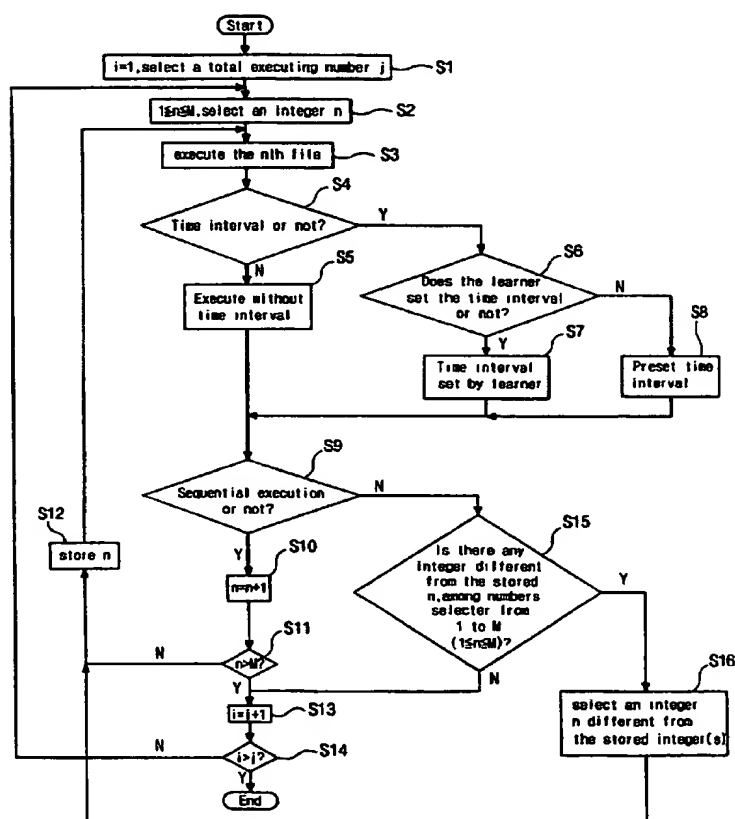 Start
i=1,select a total executing number j
S1
1≤n≤M,select an integer n
S2
execute the nth file
S3
S4
Time interval or not?
Y
N
S5
Execute without
time interval
S6
Does the learner
set the time interval
or not?
N
Y
S7
Time interval
set by learner
S8
Preset time
interval
S9
Sequential execution
or not?
N
Y
S10
n=n+1
S12
store n
S15
Is there any
integer different
from the stored
n,among numbers
selecter from
1 to M
(1≤n≤M)?
Y
N
S11
n>M?
N
Y
S13
i=j+1
S14
i>j?
N
Y
End
S16
select an integer
n different from
the stored integer(s)